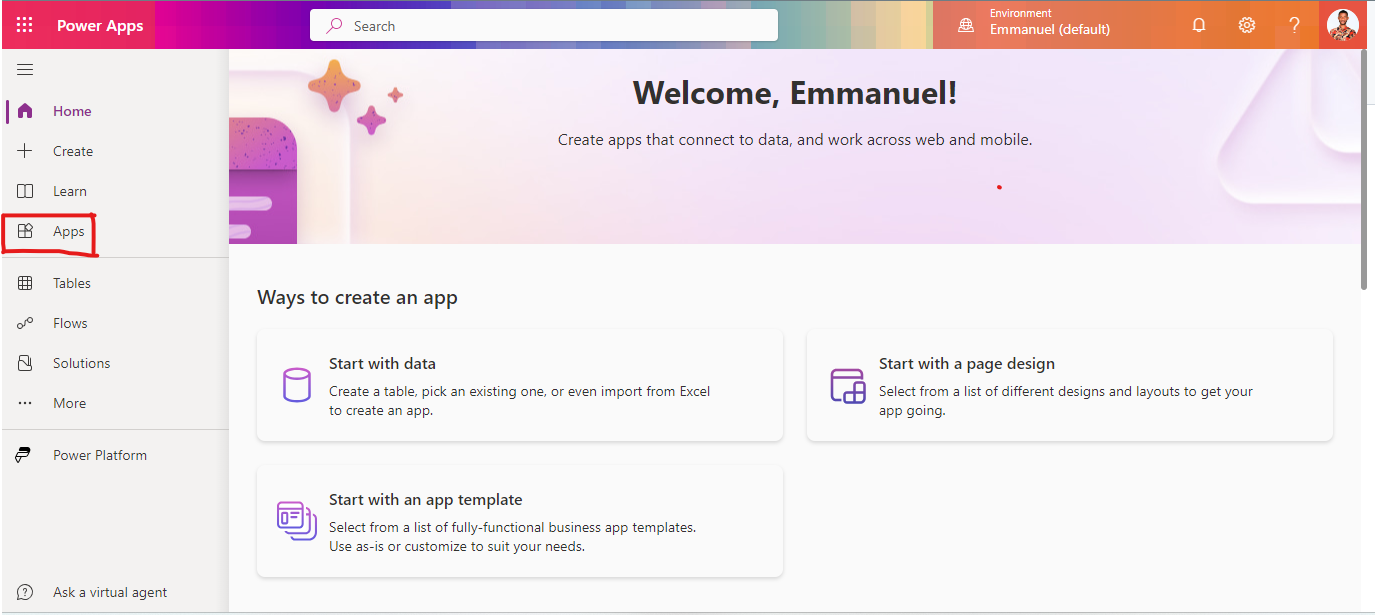 Power Apps
Search
Environment
Emmanuel (default)
?
Home
Create
Learn
Apps
Tables
Flows
Solutions
More
Power Platform
Ask a virtual agent
Welcome, Emmanuel!
Create apps that connect to data, and work across web and mobile.
Ways to create an app
Start with data
Create a table, pick an existing one, or even import from Excel
to create an app.
Start with a page design
Select from a list of different designs and layouts to get your
app going.
Start with an app template
Select from a list of fully-functional business app templates.
Use as-is or customize to suit your needs.